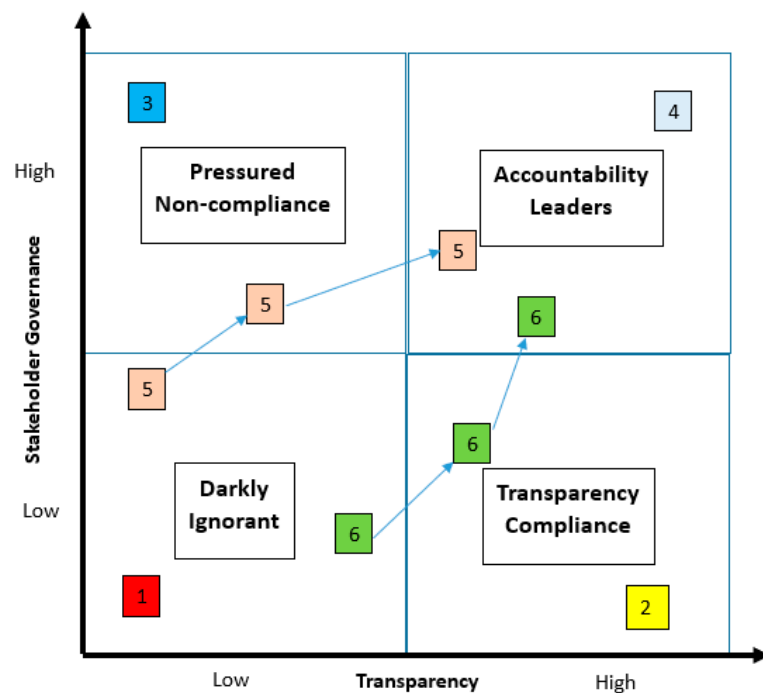 3
4
High
Pressured
Non-compliance
Accountability
Leaders
5
5
6
Stakeholder Governance
5
6
Low
Darkly
Ignorant
Transparency
Compliance
6
1
2
Low
Transparency
High